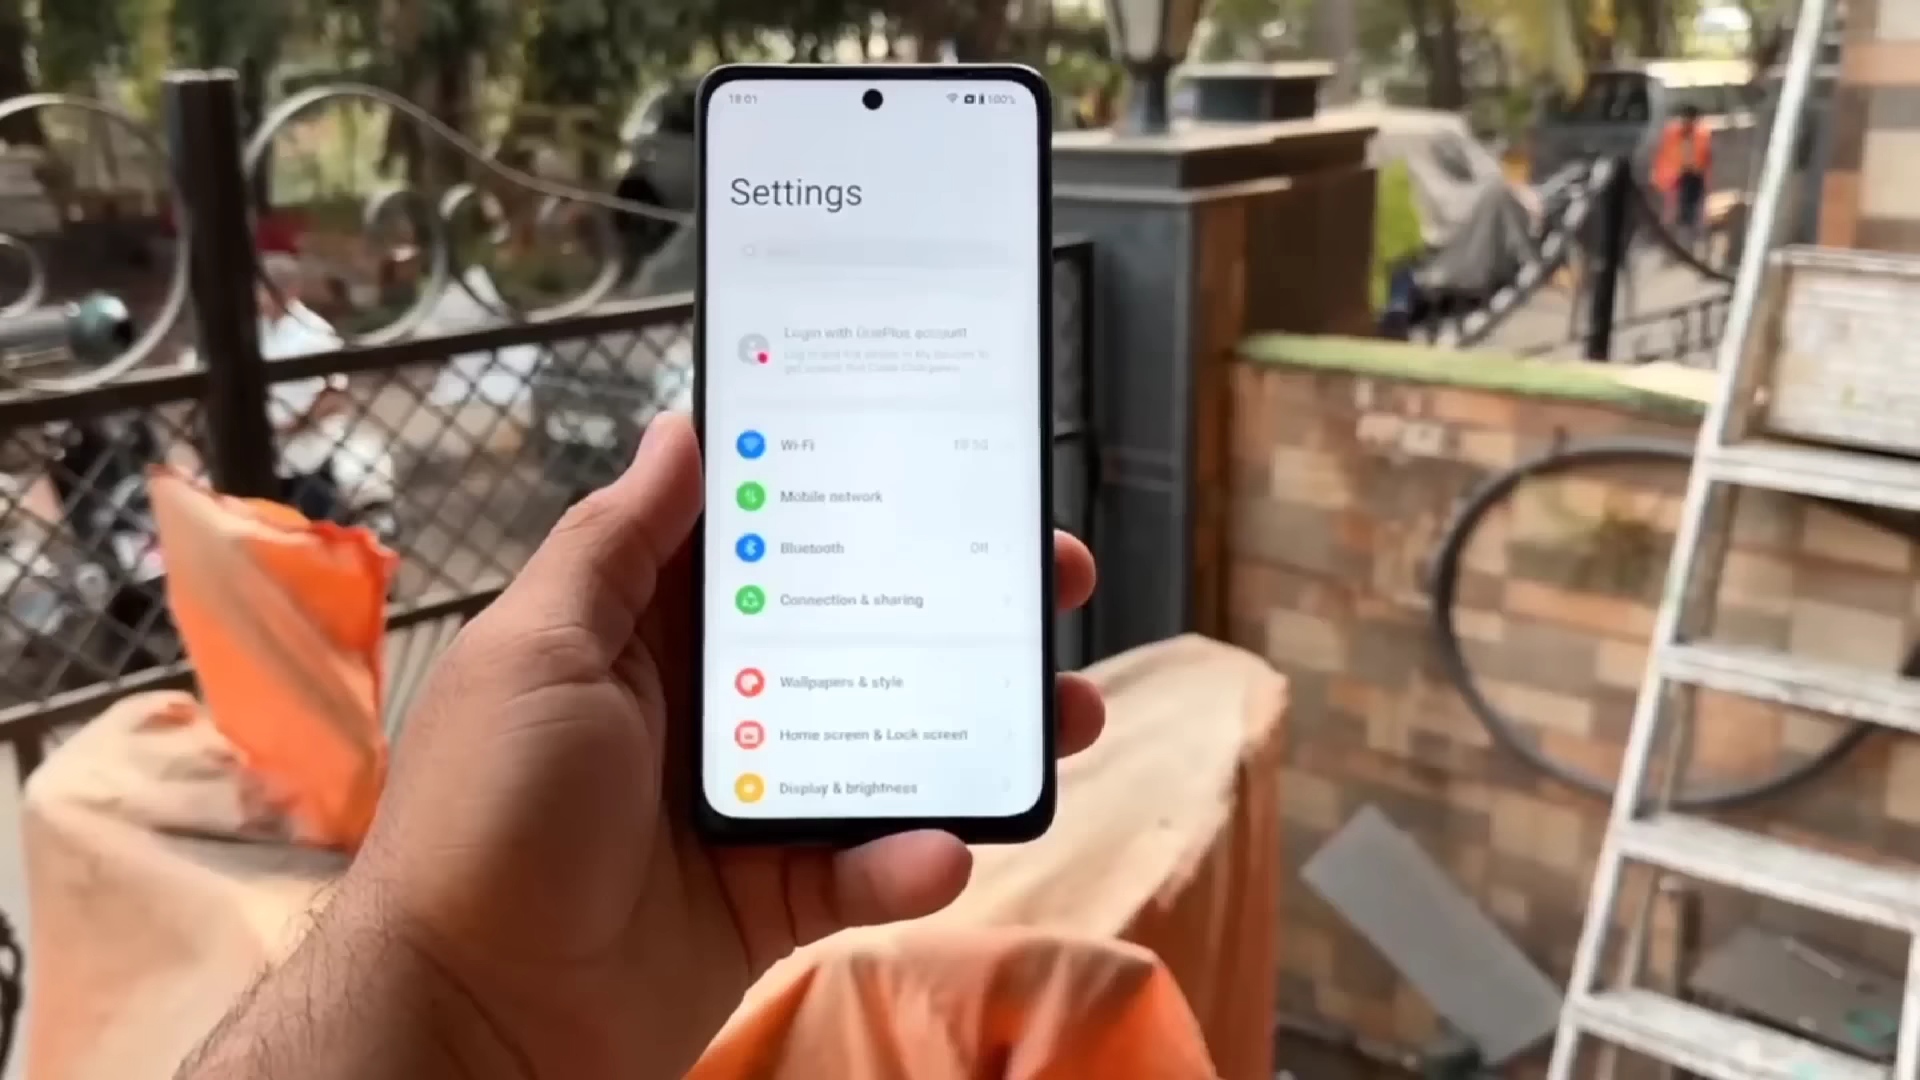 18:01
100%
Settings
Login with OnePlus account
Wi-Fi
Mobile network
Bluetooth Off
Connection & sharing
Wallpapers & style
Home screen & Lock screen
Display & brightness